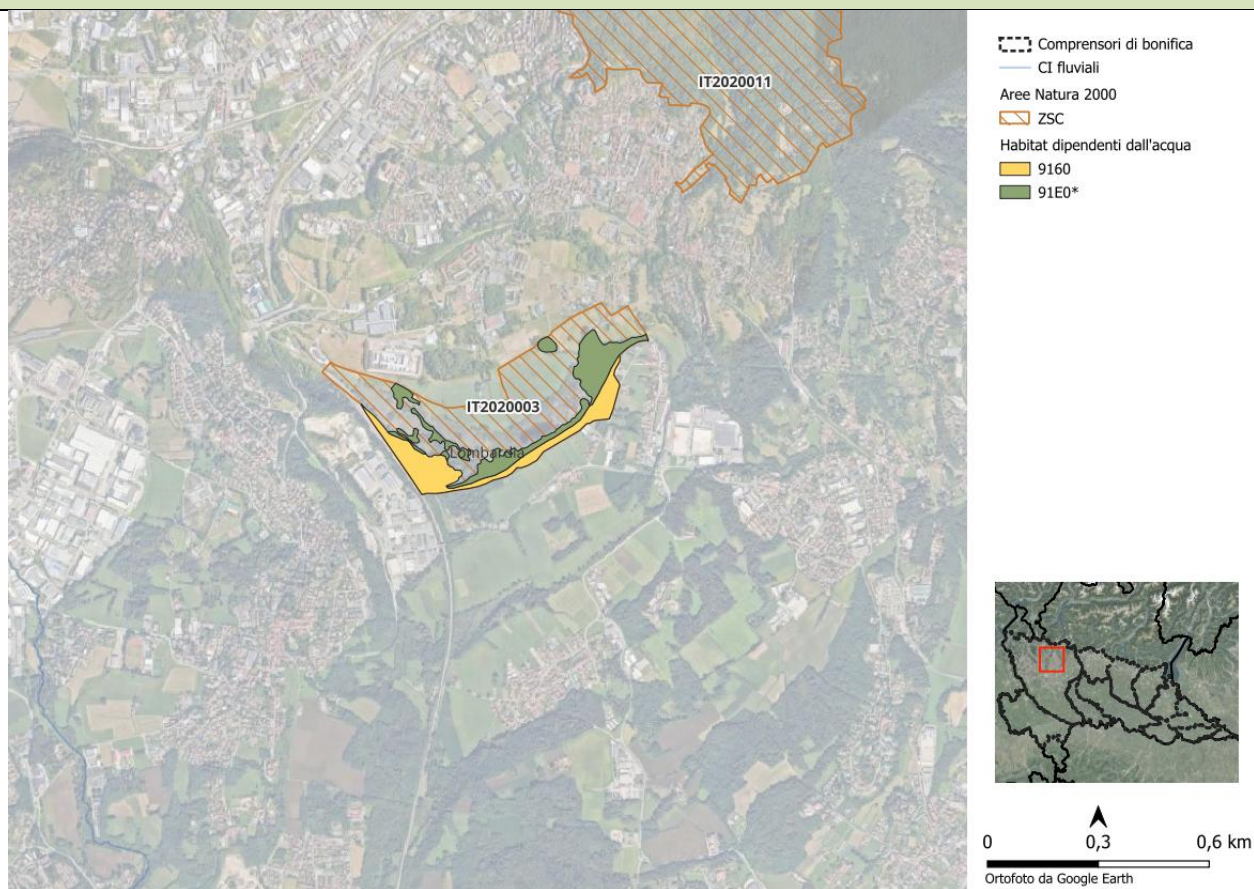 IT2020011
IT2020003
Lombardia
Comprensori di bonifica
CI fluviali
Aree Natura 2000
ZSC
Habitat dipendenti dall'acqua
9160
91E0*
0 0,3 0,6 km
Ortofoto da Google Earth